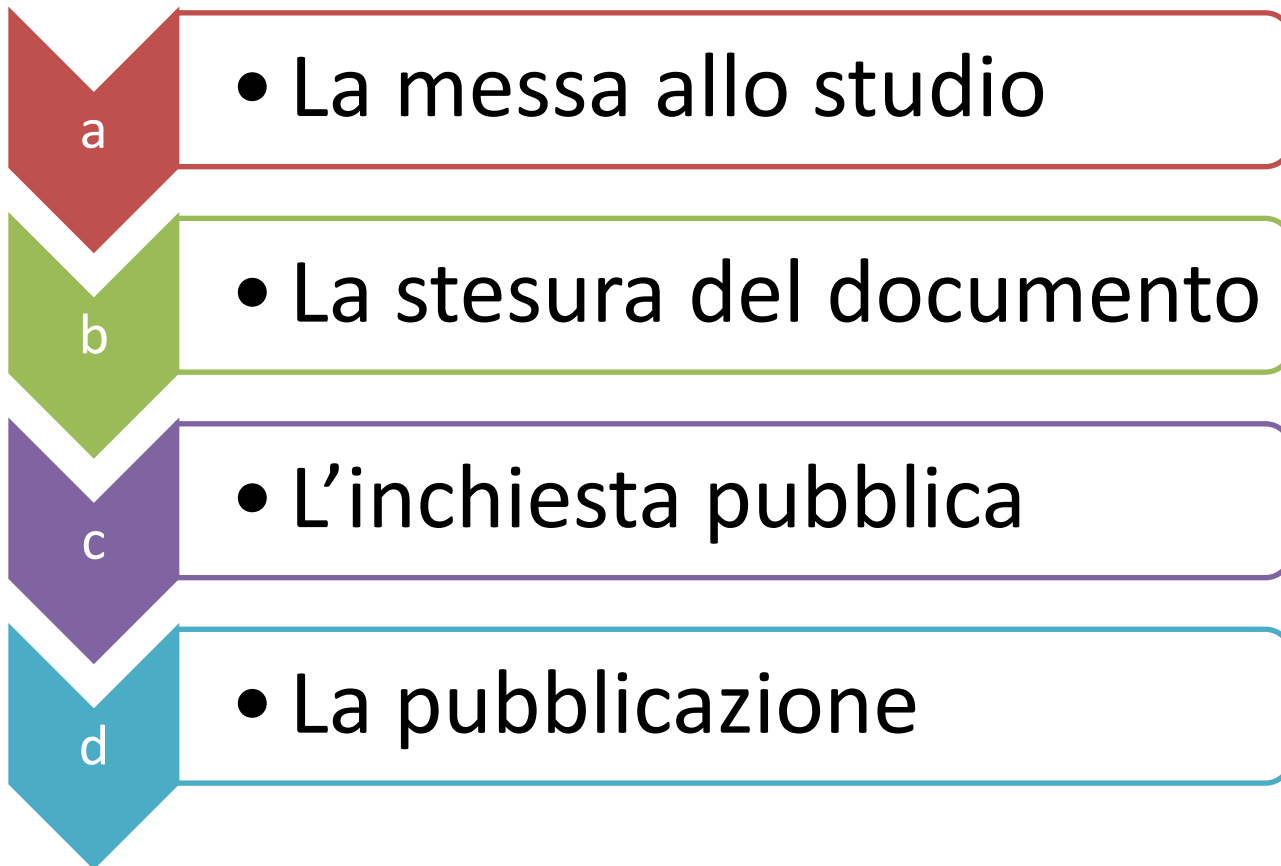 a
• La messa allo studio
b
• La stesura del documento
c
• L’inchiesta pubblica
d
• La pubblicazione